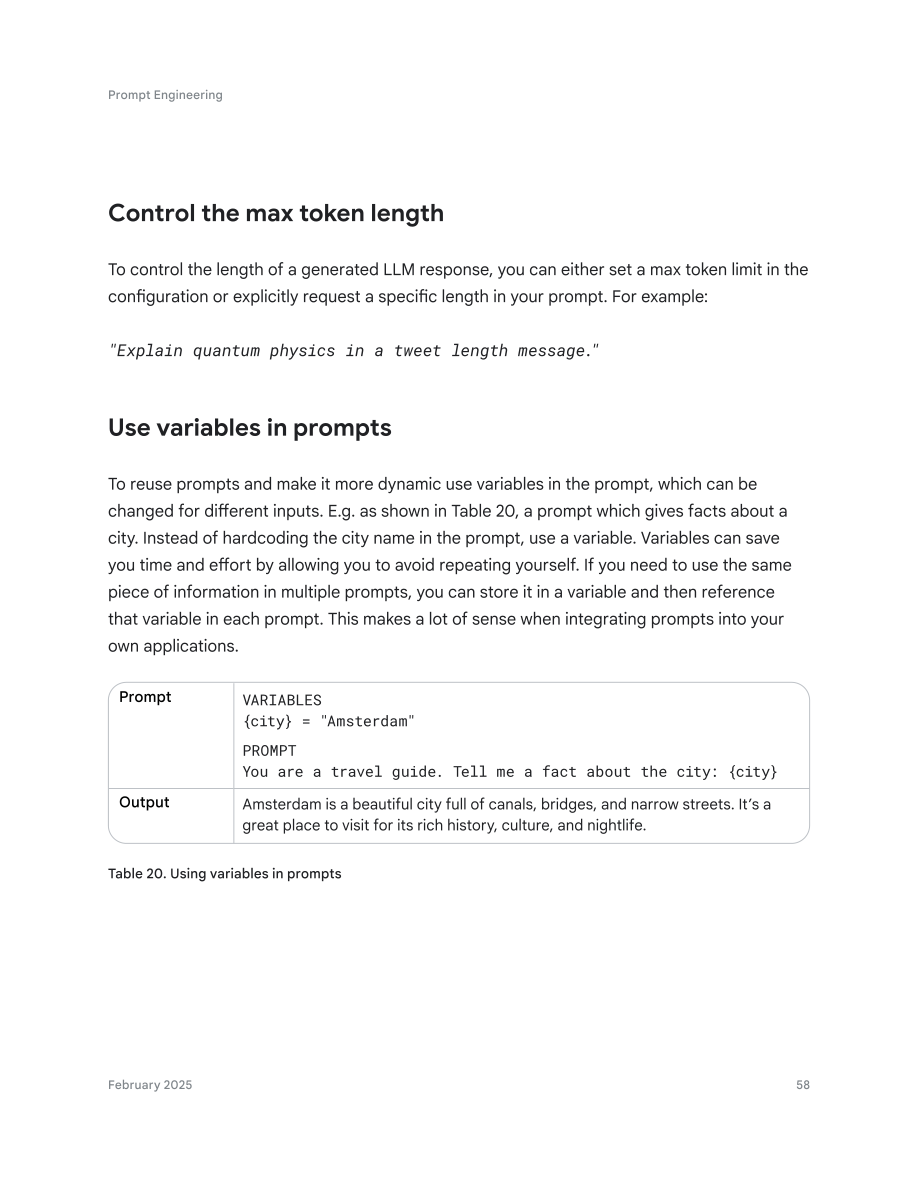 Prompt Engineering
Control the max token length
To control the length of a generated LLM response, you can either set a max token limit in the
configuration or explicitly request a specific length in your prompt. For example:
"Explain quantum physics in a tweet length message."
Use variables in prompts
To reuse prompts and make it more dynamic use variables in the prompt, which can be
changed for different inputs. E.g. as shown in Table 20, a prompt which gives facts about a
city. Instead of hardcoding the city name in the prompt, use a variable. Variables can save
you time and effort by allowing you to avoid repeating yourself. If you need to use the same
piece of information in multiple prompts, you can store it in a variable and then reference
that variable in each prompt. This makes a lot of sense when integrating prompts into your
own applications.
Prompt
VARIABLES
{city} = "Amsterdam"
PROMPT
You are a travel guide. Tell me a fact about the city: {city}
Output
Amsterdam is a beautiful city full of canals, bridges, and narrow streets. It’s a
great place to visit for its rich history, culture, and nightlife.
Table 20. Using variables in prompts
February 2025
58